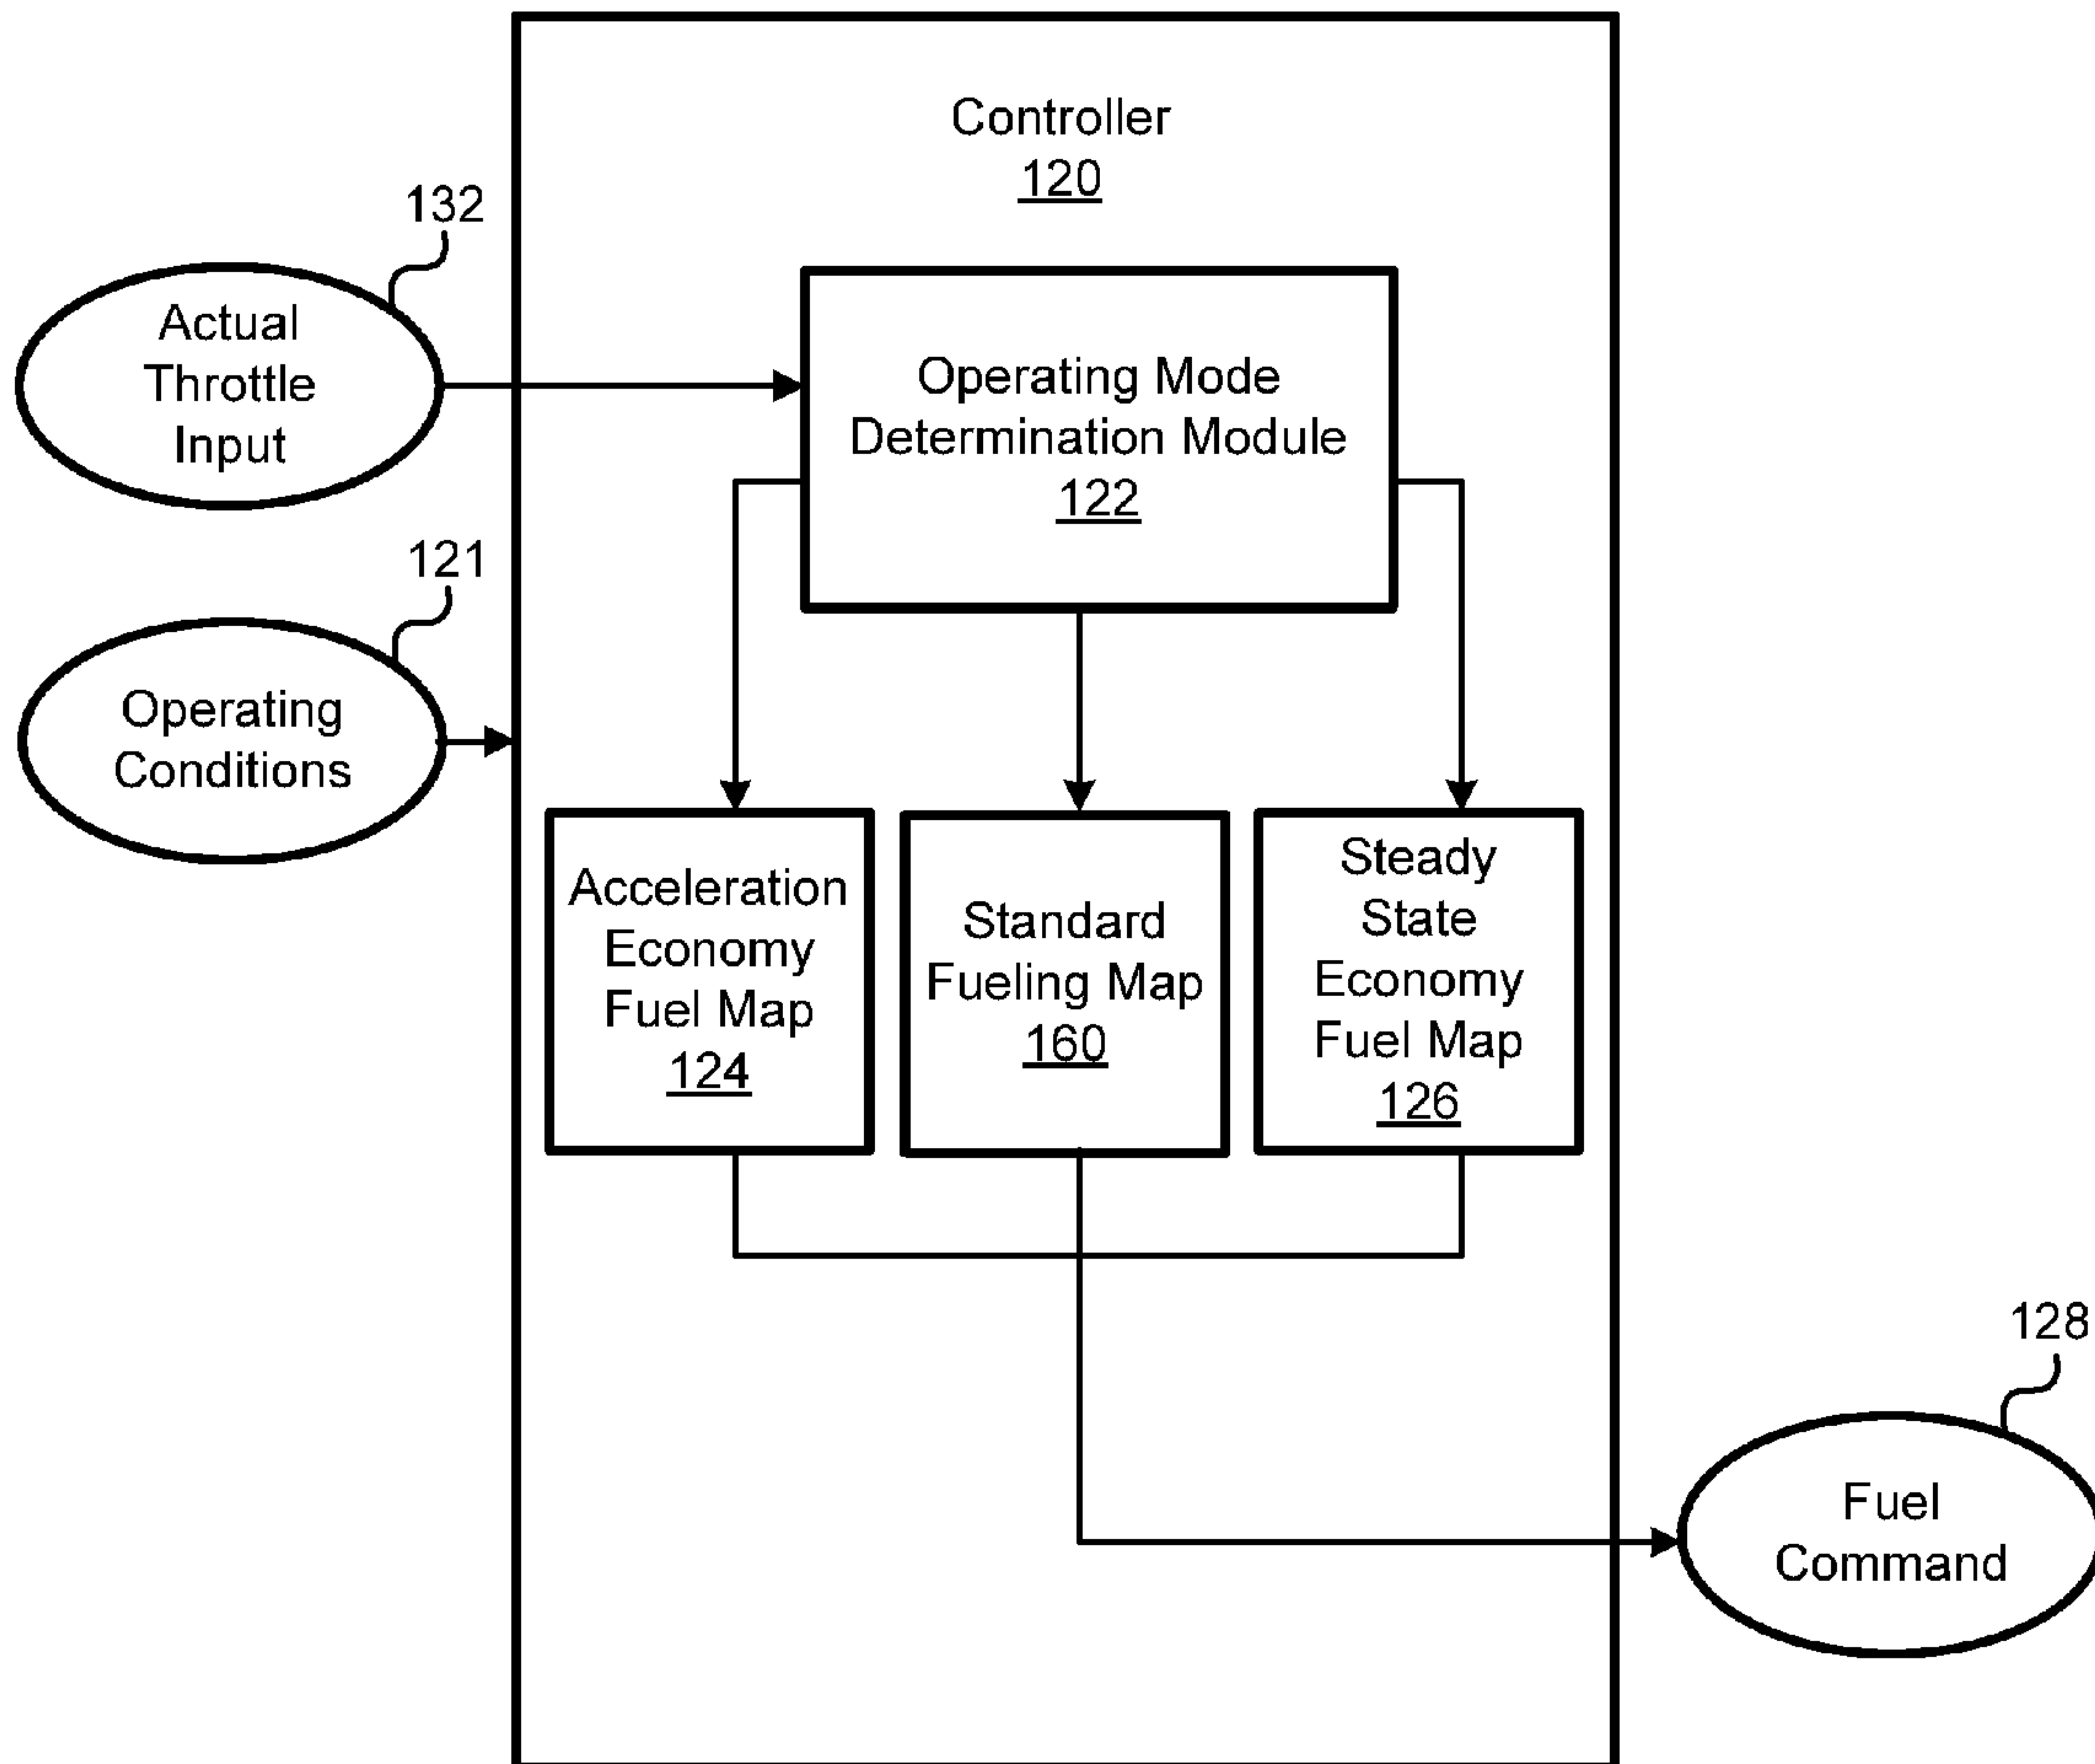 Controller
120
132
Actual
Throttle
Input
Operating Mode
Determination Module
122
121
Operating
Conditions
Acceleration
Economy
Fuel Map
124
Standard
Fueling Map
160
Steady
State
Economy
Fuel Map
126
128
Fuel
Command